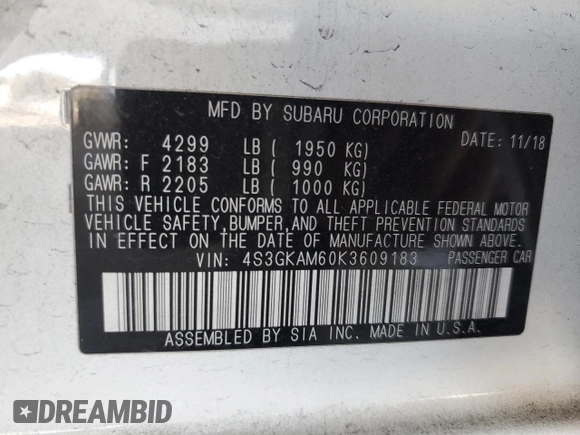 MFD BY SUBARU CORPORATION
GVWR: 4299 LB ( 1950 KG) DATE: 11/18
GAWR: F 2183 LB ( 990 KG)
GAWR: R 2205 LB ( 1000 KG)
THIS VEHICLE CONFORMS TO ALL APPLICABLE FEDERAL MOTOR
VEHICLE SAFETY, BUMPER, AND THEFT PREVENTION STANDARDS
IN EFFECT ON THE DATE OF MANUFACTURE SHOWN ABOVE.
VIN: 4S3GKAM60K3609183 PASSENGER CAR
ASSEMBLED BY SIA INC. MADE IN U.S.A.
DREAMBID